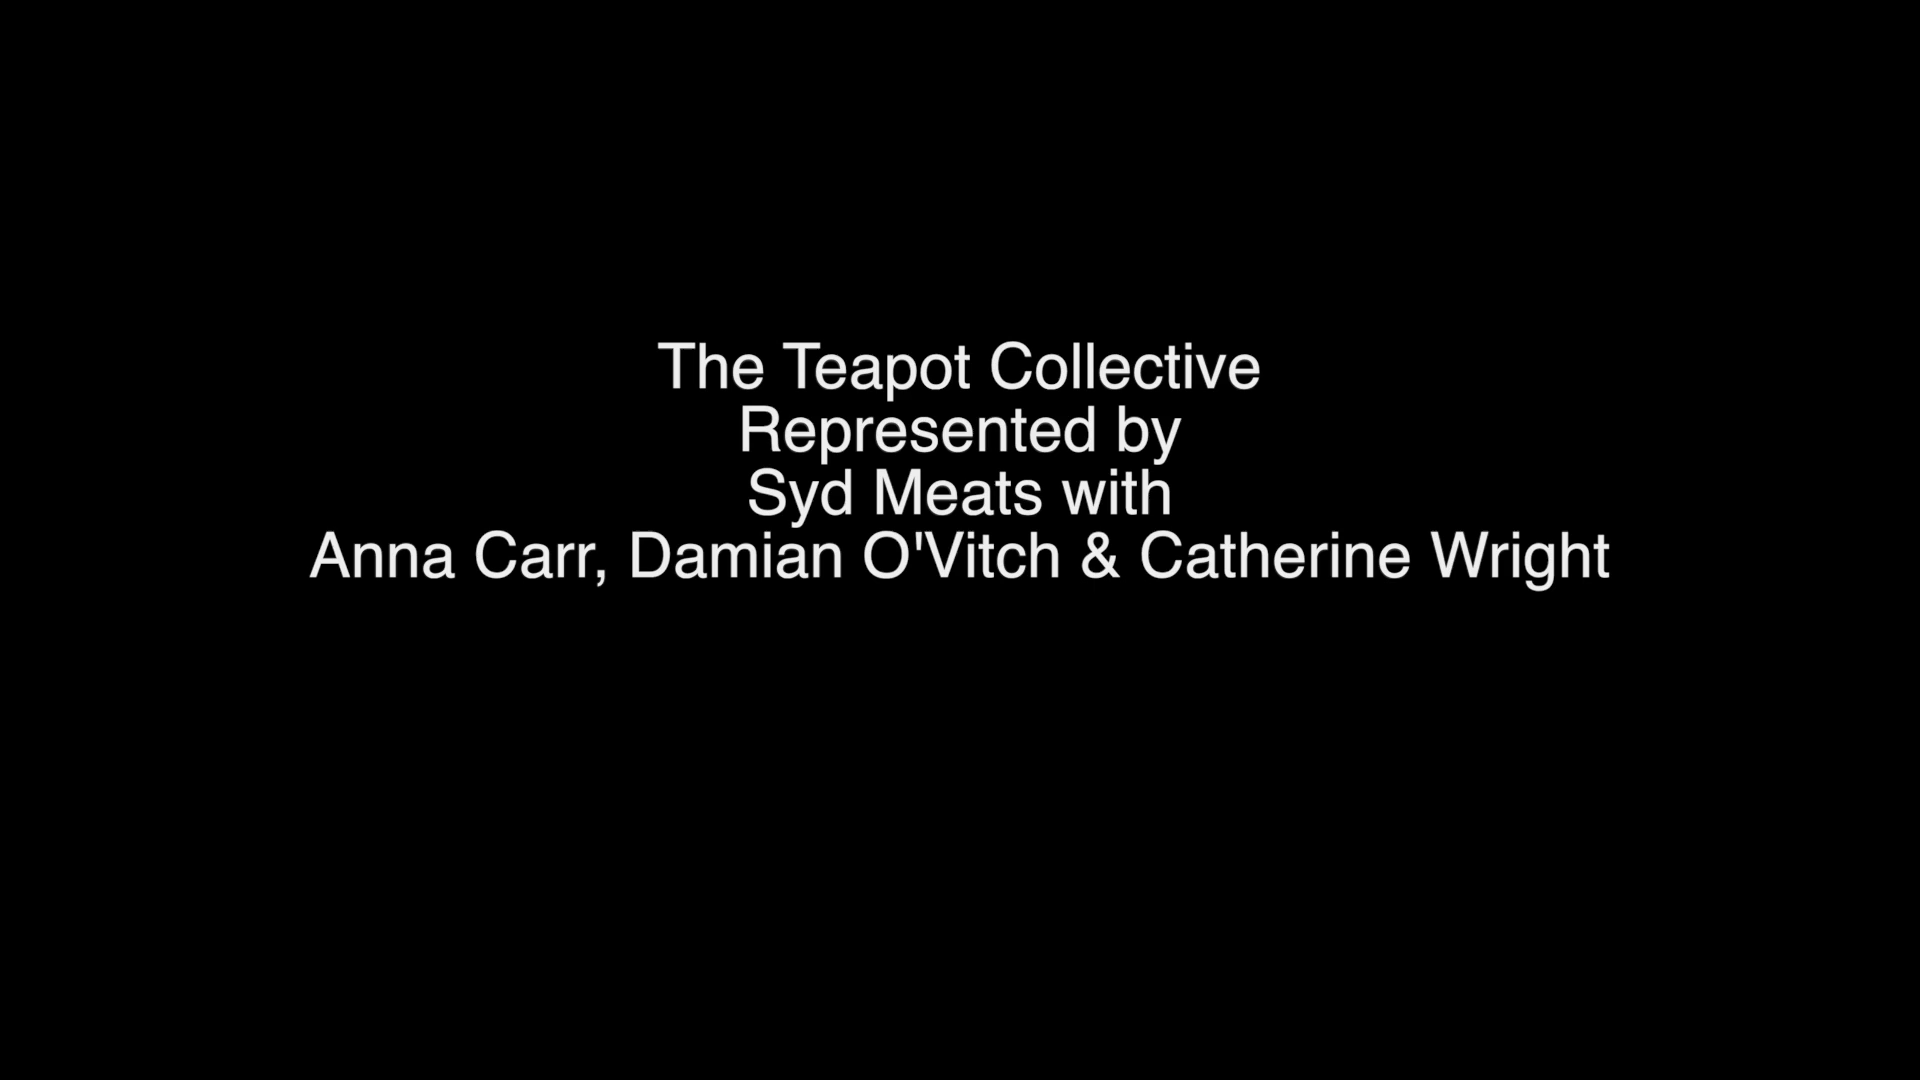 The Teapot Collective
Represented by
Syd Meats with
Anna Carr, Damian O'Vitch & Catherine Wright